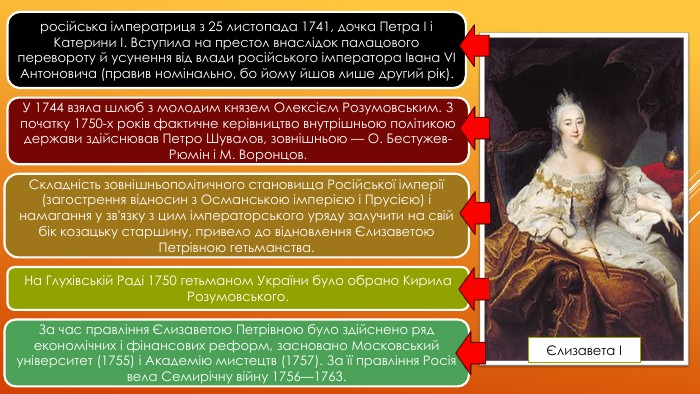 російська імператриця з 25 листопада 1741, дочка Петра І і
Катерини І. Вступила на престол внаслідок палацового
перевороту й усунення від влади російського імператора Івана VI
Антоновича (правив номінально, бо йому йшов лише другий рік).
У 1744 взяла шлюб з молодим князем Олексієм Розумовським. З
початку 1750-х років фактичне керівництво внутрішньою політикою
держави здійснював Петро Шувалов, зовнішньою — О. Бестужев-
Рюмін і М. Воронцов.
Складність зовнішньополітичного становища Російської імперії
(загострення відносин з Османською імперією і Прусією) і
намагання у зв'язку з цим імператорського уряду залучити на свій
бік козацьку старшину, привело до відновлення Єлизаветою
Петрівною гетьманства.
На Глухівській Раді 1750 гетьманом України було обрано Кирила
Розумовського.
За час правління Єлизаветою Петрівною було здійснено ряд
економічних і фінансових реформ, засновано Московський
університет (1755) і Академію мистецтв (1757). За її правління Росія
вела Семирічну війну 1756—1763.
Єлизавета І